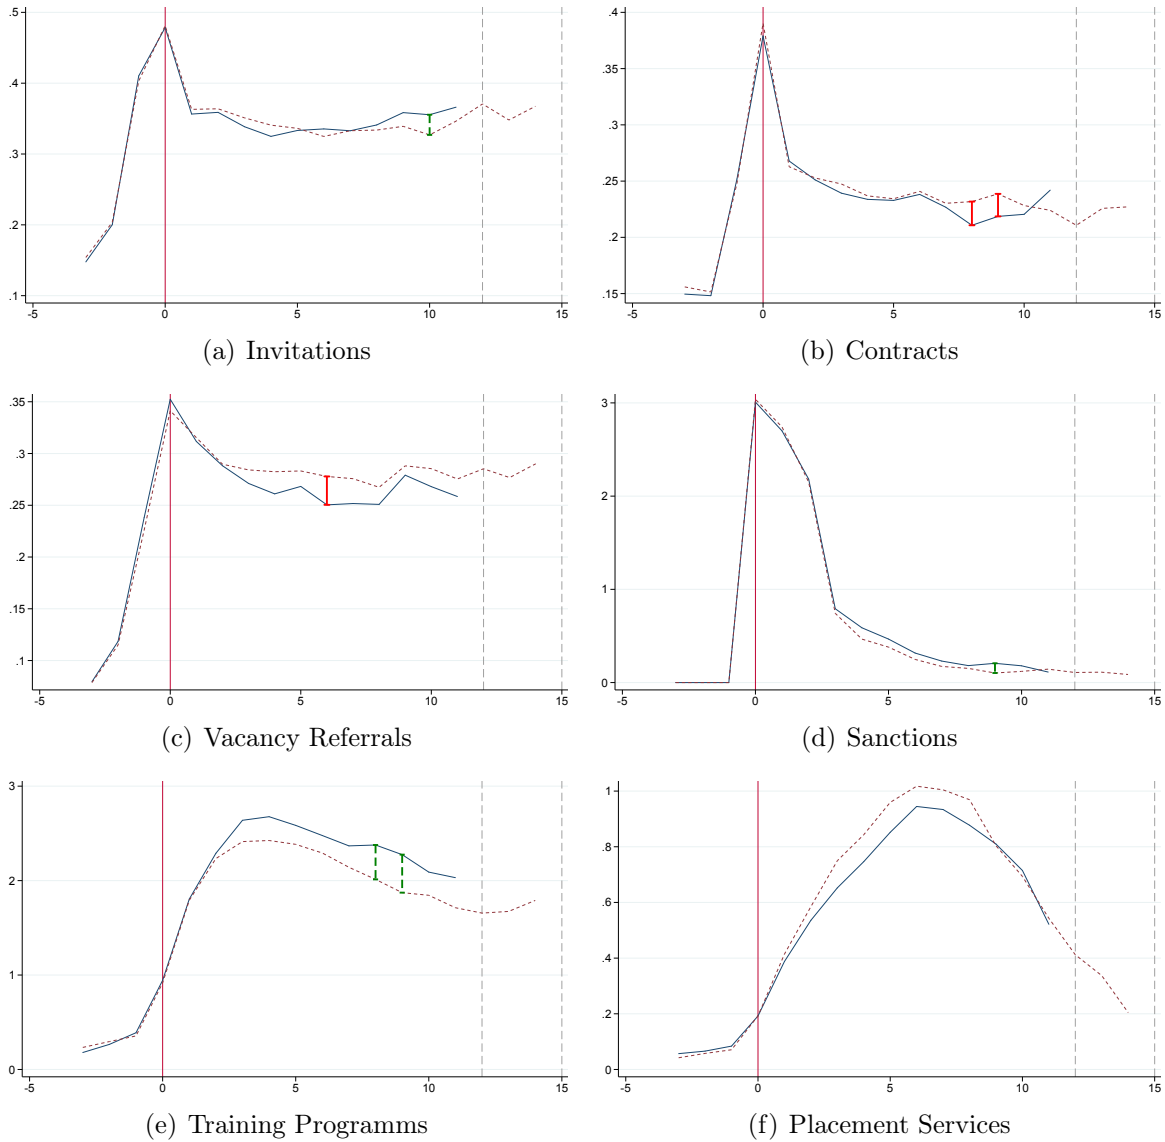 .5
.4
.3
.2
.1
-5 0 5 10 15
(a) Invitations
.4
.35
.3
.25
.2
.15
-5 0 5 10 15
(b) Contracts
.35
.3
.25
.2
.15
.1
-5 0 5 10 15
(c) Vacancy Referrals
3
2
1
0
-5 0 5 10 15
(d) Sanctions
3
2
1
0
-5 0 5 10 15
(e) Training Programms
1
.8
.6
.4
.2
0
-5 0 5 10 15
(f) Placement Services